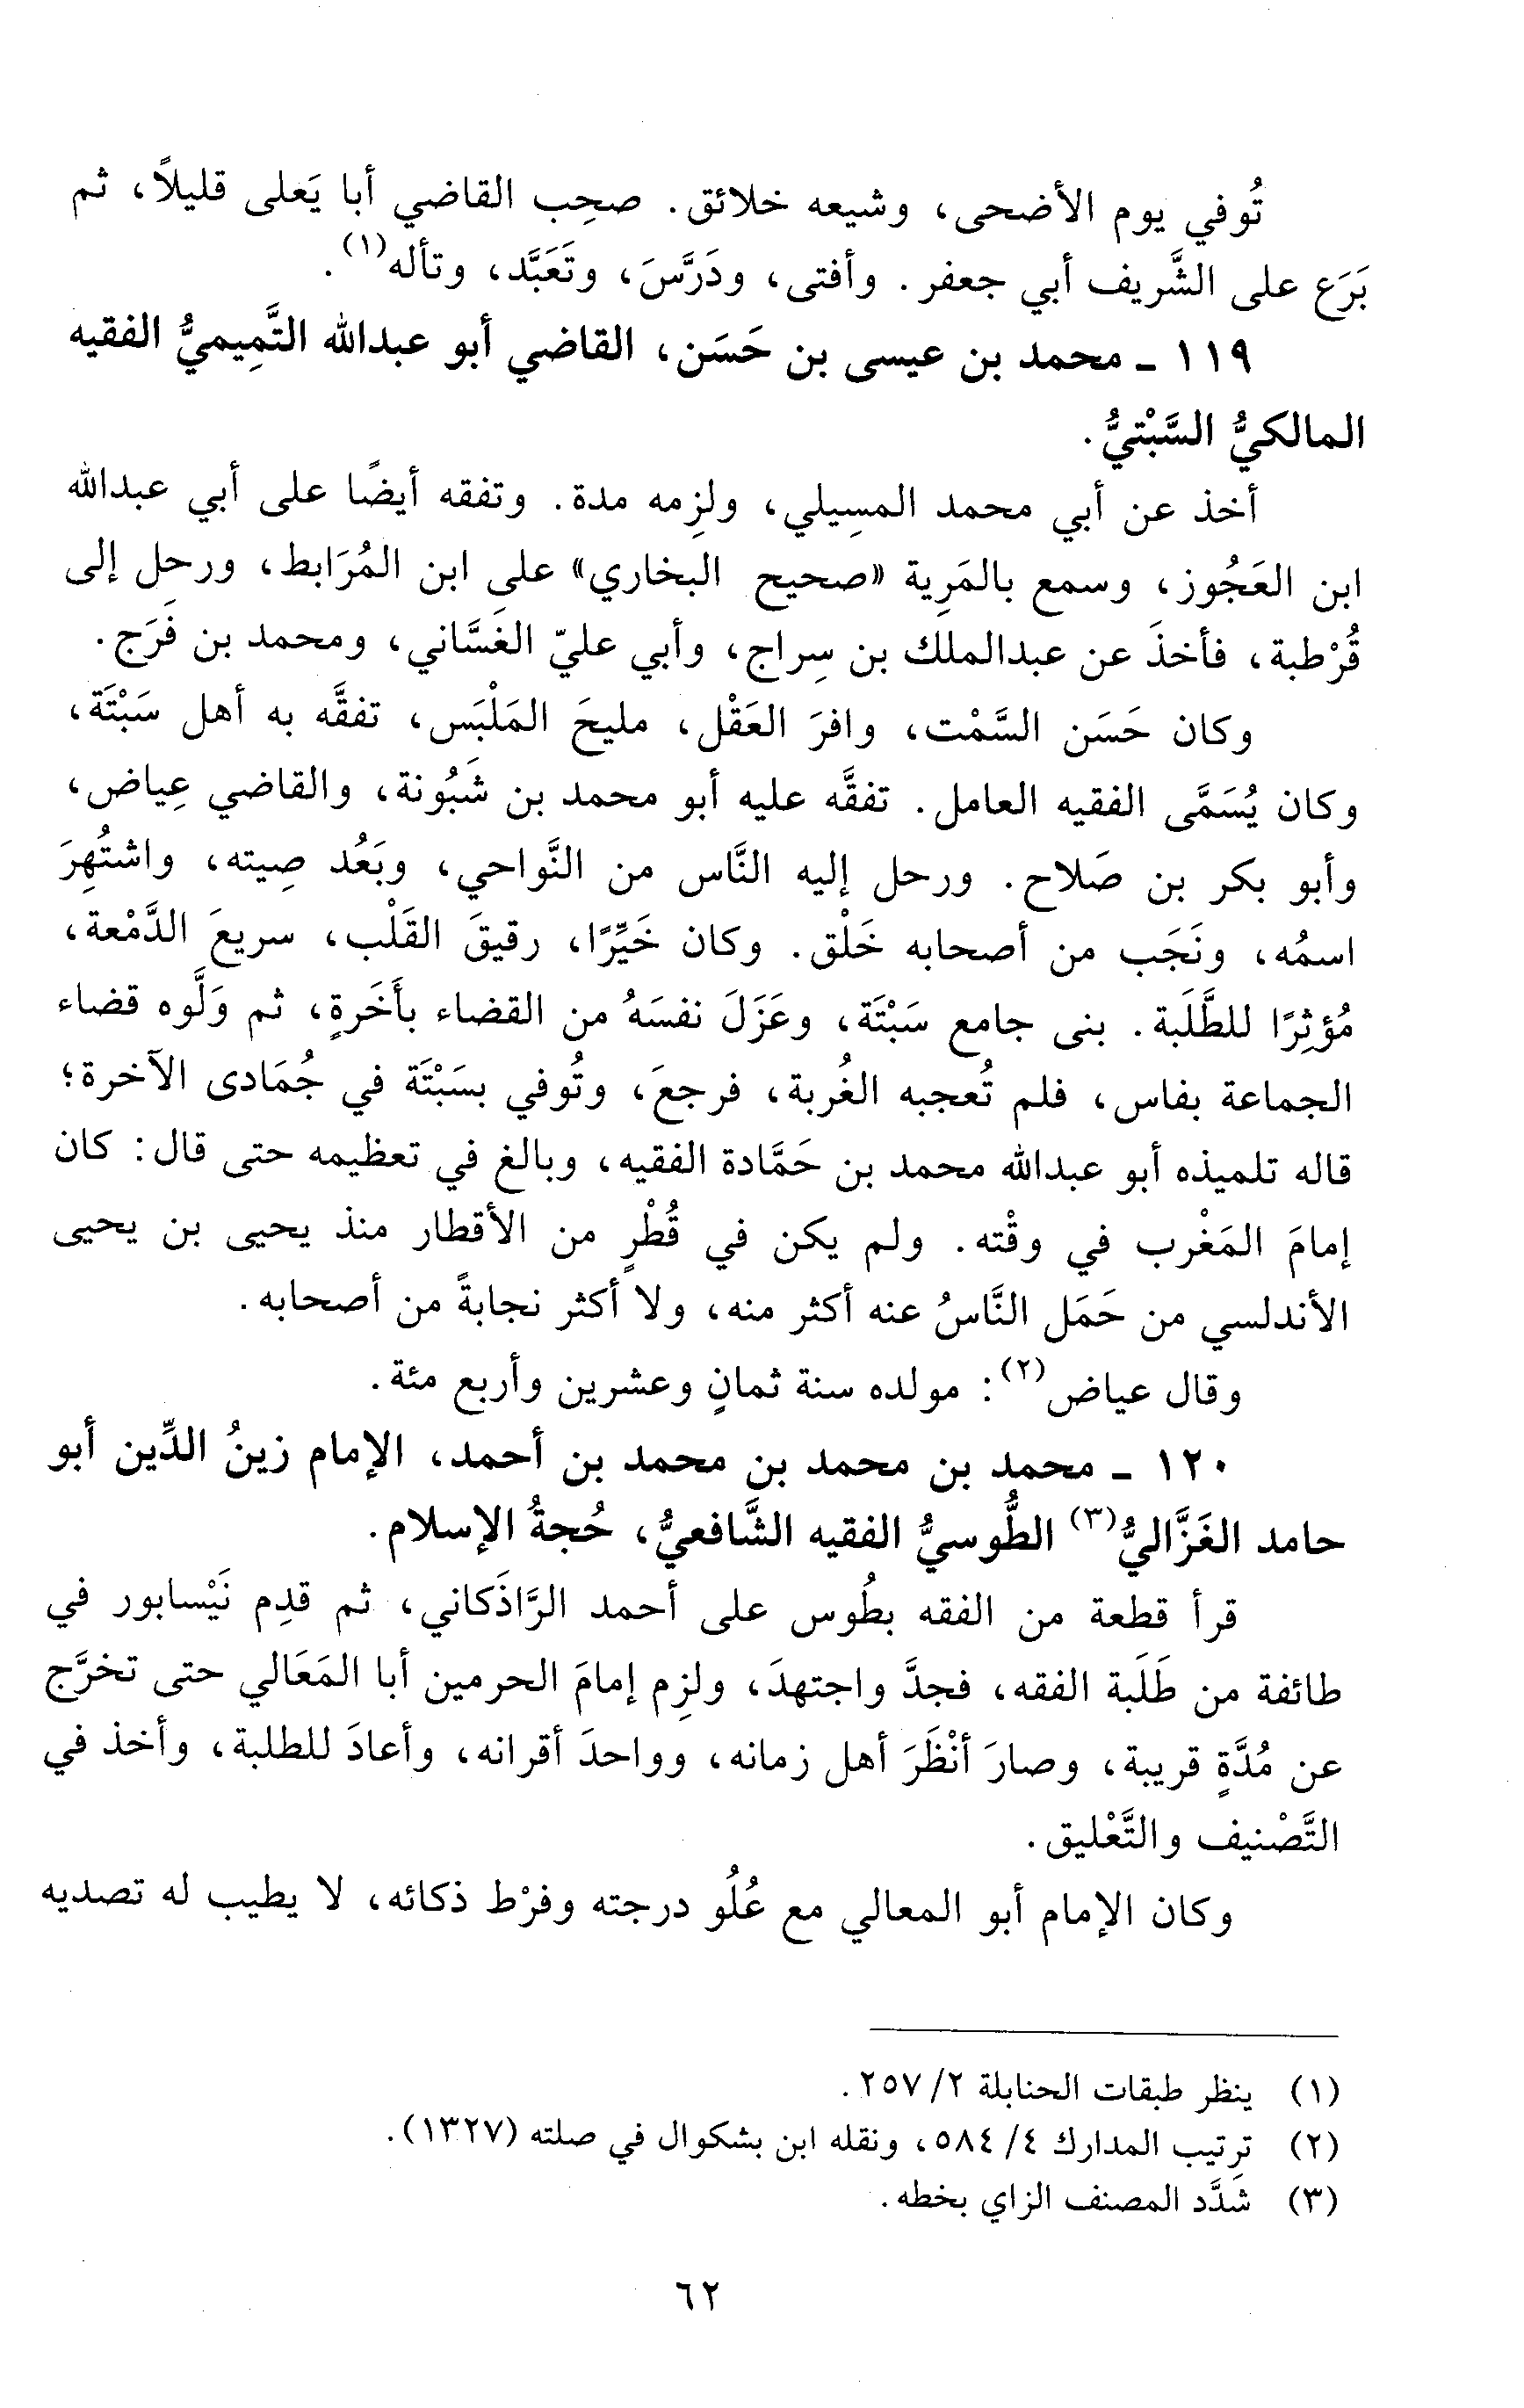 تُوفي يوم الأضحى، وشيعه خلائق. صحِب القاضي أبا يَعلى قليلاً، ثم
بَرَع على الشَّريف أبي جعفر. وأفتى، ودَرَّسَ، وتَعَبَّد، وتأله(١).
١١٩ ـ محمد بن عيسى بن حَسَن، القاضي أبو عبدالله التَّمِيميُّ الفقيه
المالكيُّ السَّبْتيُّ.
أخذ عن أبي محمد المسِيلي، ولزِمه مدة. وتفقه أيضًا على أبي عبدالله
ابن العَجُوز، وسمع بالمَرِية «صحيح البخاري» على ابن المُرَابط، ورحل إلى
قُرْطبة، فأخذَ عن عبدالملك بن سِراج، وأبي عليّ الغَسَّاني، ومحمد بن فَرَج.
وكان حَسَن السَّمْت، وافرَ العَقْل، مليحَ المَلْبَس، تفقَّه به أهل سَبْتَة،
وكان يُسَمَّى الفقيه العامل. تفقَّه عليه أبو محمد بن شَبُونة، والقاضي عِياض،
وأبو بكر بن صَلاح. ورحل إليه النَّاس من النَّواحي، وبَعُد صِيته، واشتُهِرَ
اسمُه، ونَجَب من أصحابه خَلْق. وكان خَيِّرًا، رقيقَ القَلْب، سريعَ الدَّمْعة،
مُؤثِرًا للطَّلَبة. بنى جامع سَبْتَة، وعَزَلَ نفسَهُ من القضاء بأَخَرةٍ، ثم وَلَّوه قضاء
الجماعة بفاس، فلم تُعجبه الغُربة، فرجعَ، وتُوفي بسَبْتَة في جُمَادى الآخرة؛
قاله تلميذه أبو عبدالله محمد بن حَمَّادة الفقيه، وبالغ في تعظيمه حتى قال: كان
إمامَ المَغْرب في وقْته. ولم يكن في قُطْرٍ من الأقطار منذ يحيى بن يحيى
الأندلسي من حَمَل النَّاسُ عنه أكثر منه، ولا أكثر نجابةً من أصحابه.
وقال عياض(٢): مولده سنة ثمانٍ وعشرين وأربع مئة.
١٢٠ ـ محمد بن محمد بن محمد بن أحمد، الإمام زينُ الدِّين أبو
حامد الغَزَّاليُّ(٣) الطُّوسيُّ الفقيه الشَّافعيُّ، حُجةُ الإسلام.
قرأ قطعة من الفقه بطُوس على أحمد الرَّاذَكاني، ثم قدِم نَيْسابور في
طائفة من طَلَبة الفقه، فجدَّ واجتهدَ، ولزِم إمامَ الحرمين أبا المَعَالي حتى تخرَّج
عن مُدَّةٍ قريبة، وصارَ أنْظَرَ أهل زمانه، وواحدَ أقرانه، وأعادَ للطلبة، وأخذ في
التَّصْنيف والتَّعْليق.
وكان الإمام أبو المعالي مع عُلُو درجته وفرْط ذكائه، لا يطيب له تصديه
(١) ينظر طبقات الحنابلة ٢/ ٢٥٧.
(٢) ترتيب المدارك ٤/ ٥٨٤، ونقله ابن بشكوال في صلته (١٣٢٧).
(٣) شَدَّد المصنف الزاي بخطه.
٦٢